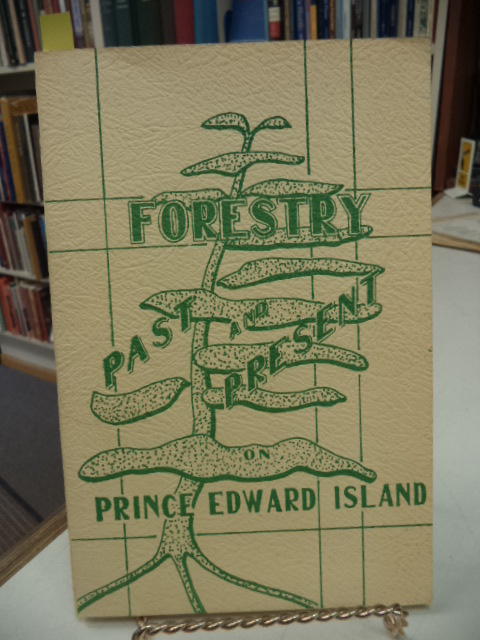 FORESTRY
PAST AND PRESENT
ON
PRINCE EDWARD ISLAND